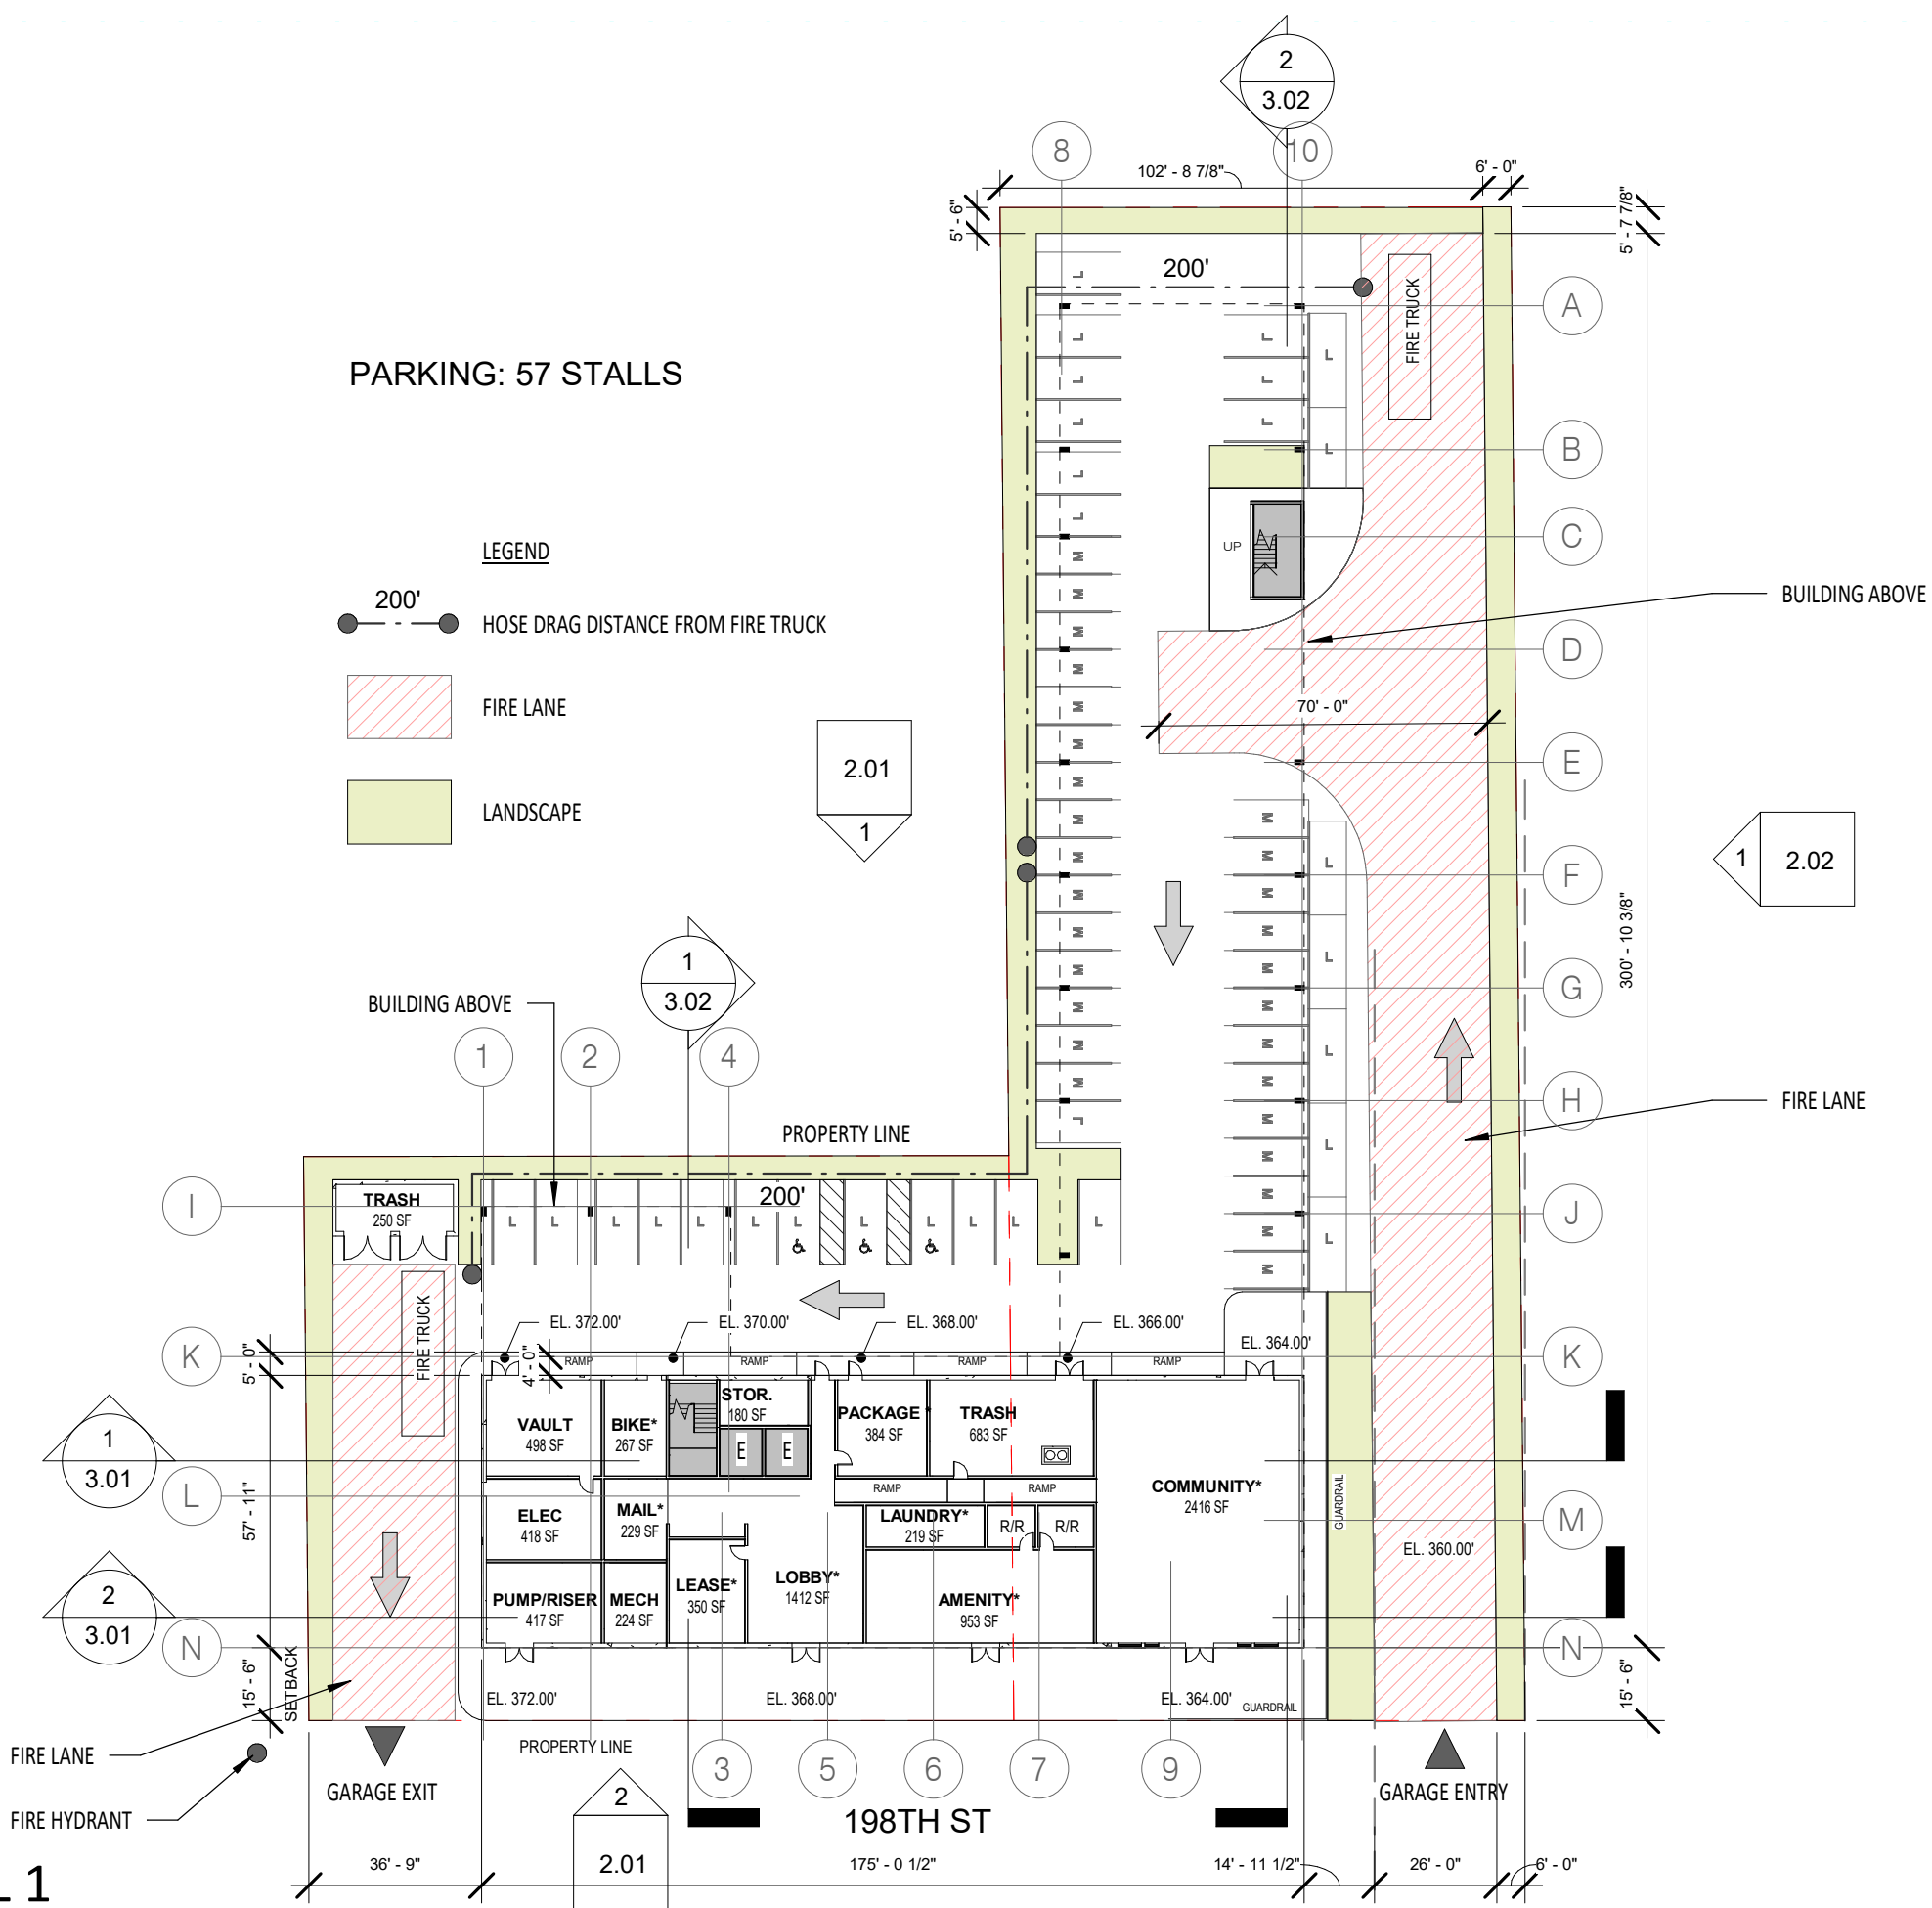 2
3.02
8
10
102' - 8 7/8"
6' - 0"
5' - 6"
5' - 7 7/8"
200'
A
FIRE TRUCK
PARKING: 57 STALLS
B
C
UP
LEGEND
200'
HOSE DRAG DISTANCE FROM FIRE TRUCK
BUILDING ABOVE
D
FIRE LANE
70' - 0"
2.01
1
E
LANDSCAPE
1
2.02
F
300' - 10 3/8"
1
3.02
G
BUILDING ABOVE
1
2
4
H
FIRE LANE
PROPERTY LINE
I
TRASH
250 SF
200'
J
L L L L L L L L L L L L
FIRE TRUCK
EL. 372.00'
EL. 370.00'
EL. 368.00'
EL. 366.00'
EL. 364.00'
K
5' - 0"
4' - 0"
RAMP
RAMP
RAMP
RAMP
K
VAULT
498 SF
BIKE*
267 SF
STOR.
180 SF
E
E
PACKAGE *
384 SF
TRASH
683 SF
1
3.01
L
57' - 11"
RAMP
RAMP
COMMUNITY*
2416 SF
GUARDRAIL
ELEC
418 SF
MAIL*
229 SF
LAUNDRY*
219 SF
R/R
R/R
M
EL. 360.00'
2
3.01
PUMP/RISER
417 SF
MECH
224 SF
LEASE*
350 SF
LOBBY*
1412 SF
AMENITY*
953 SF
N
N
15' - 6"
SETBACK
15' - 6"
EL. 372.00'
EL. 368.00'
EL. 364.00'
GUARDRAIL
FIRE LANE
PROPERTY LINE
GARAGE EXIT
3
5
6
7
9
GARAGE ENTRY
FIRE HYDRANT
2
2.01
198TH ST
36' - 9"
175' - 0 1/2"
14' - 11 1/2"
26' - 0"
6' - 0"
L 1